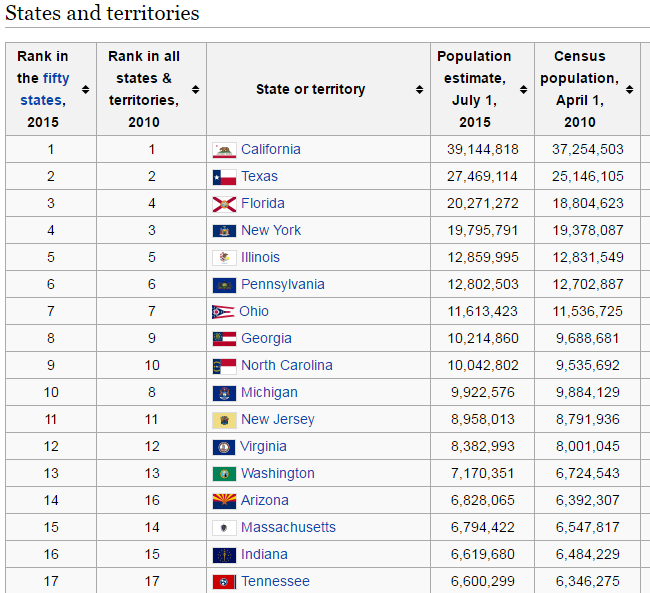 States and territories
Rank in the fifty states, 2015 Rank in all states & territories, 2010 State or territory Population estimate, July 1, 2015 Census population, April 1, 2010
1 1 California 39,144,818 37,254,503
2 2 Texas 27,469,114 25,146,105
3 4 Florida 20,271,272 18,804,623
4 3 New York 19,795,791 19,378,087
5 5 Illinois 12,859,995 12,831,549
6 6 Pennsylvania 12,802,503 12,702,887
7 7 Ohio 11,613,423 11,536,725
8 9 Georgia 10,214,860 9,688,681
9 10 North Carolina 10,042,802 9,535,692
10 8 Michigan 9,922,576 9,884,129
11 11 New Jersey 8,958,013 8,791,936
12 12 Virginia 8,382,993 8,001,045
13 13 Washington 7,170,351 6,724,543
14 16 Arizona 6,828,065 6,392,307
15 14 Massachusetts 6,794,422 6,547,817
16 15 Indiana 6,619,680 6,484,229
17 17 Tennessee 6,600,299 6,346,275